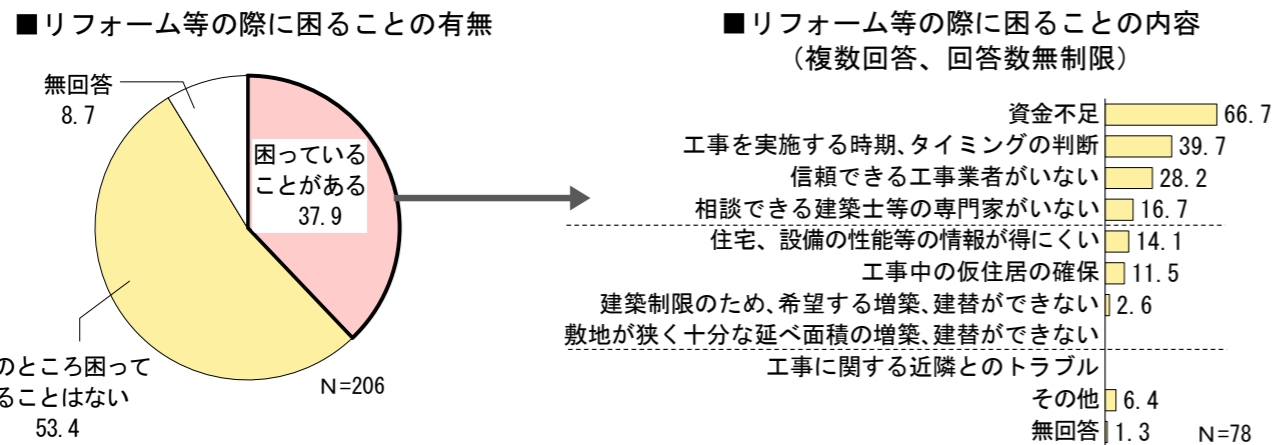 ■リフォーム等の際に困ることの有無
無回答
8.7
困っている
ことがある
37.9
のところ困って
ることはない
53.4
N=206
■リフォーム等の際に困ることの内容
（複数回答、回答数無制限）
資金不足 66.7
工事を実施する時期、タイミングの判断 39.7
信頼できる工事業者がいない 28.2
相談できる建築士等の専門家がいない 16.7
住宅、設備の性能等の情報が得にくい 14.1
工事中の仮住居の確保 11.5
建築制限のため、希望する増築、建替ができない 2.6
敷地が狭く十分な延べ面積の増築、建替ができない
工事に関する近隣とのトラブル
その他 6.4
無回答 1.3
N=78